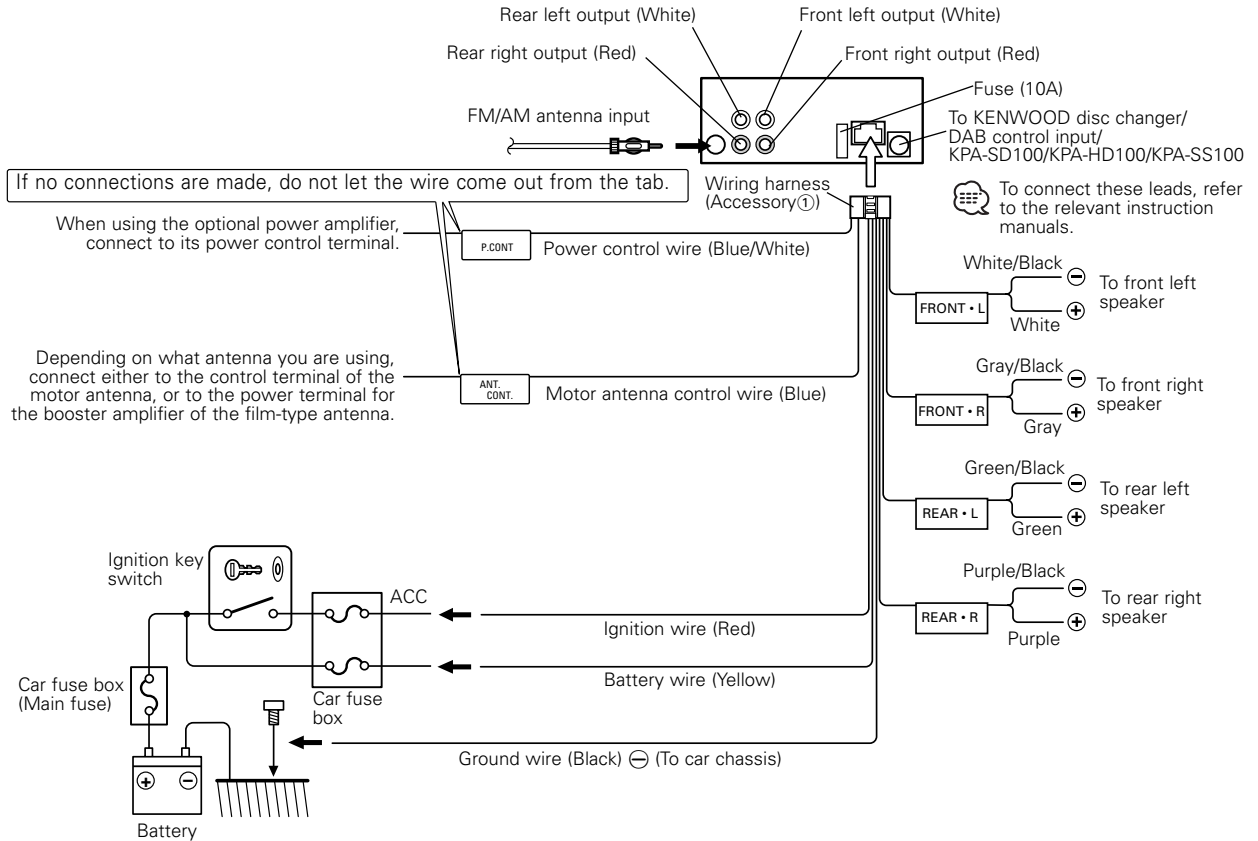 Rear left output (White)
Front left output (White)
Rear right output (Red)
Front right output (Red)
Fuse (10A)
FM/AM antenna input
To KENWOOD disc changer/
DAB control input/
KPA-SD100/KPA-HD100/KPA-SS100
If no connections are made, do not let the wire come out from the tab.
Wiring harness
(Accessory①)
To connect these leads, refer
to the relevant instruction
manuals.
When using the optional power amplifier,
connect to its power control terminal.
P.CONT
Power control wire (Blue/White)
White/Black
⊖
To front left
speaker
FRONT • L
⊕
White
Depending on what antenna you are using,
connect either to the control terminal of the
motor antenna, or to the power terminal for
the booster amplifier of the film-type antenna.
ANT.
CONT.
Motor antenna control wire (Blue)
Gray/Black
⊖
To front right
speaker
FRONT • R
⊕
Gray
Green/Black
⊖
To rear left
speaker
REAR • L
⊕
Green
Purple/Black
⊖
To rear right
speaker
REAR • R
⊕
Purple
Ignition key
switch
ACC
Ignition wire (Red)
Battery wire (Yellow)
Car fuse box
(Main fuse)
Car fuse
box
Ground wire (Black) ⊖ (To car chassis)
⊕ ⊖
Battery